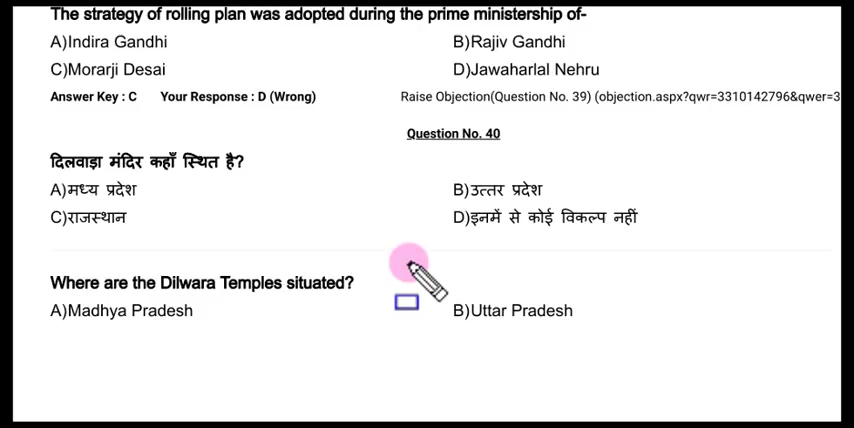 The strategy of rolling plan was adopted during the prime ministership of-
A)Indira Gandhi B)Rajiv Gandhi
C)Morarji Desai D)Jawaharlal Nehru
Answer Key : C Your Response : D (Wrong) Raise Objection(Question No. 39) (objection.aspx?qwr=3310142796&qwer=3
Question No. 40
दिलवाड़ा मंदिर कहाँ स्थित है?
A)मध्य प्रदेश B)उत्तर प्रदेश
C)राजस्थान D)इनमें से कोई विकल्प नहीं
Where are the Dilwara Temples situated?
A)Madhya Pradesh B)Uttar Pradesh